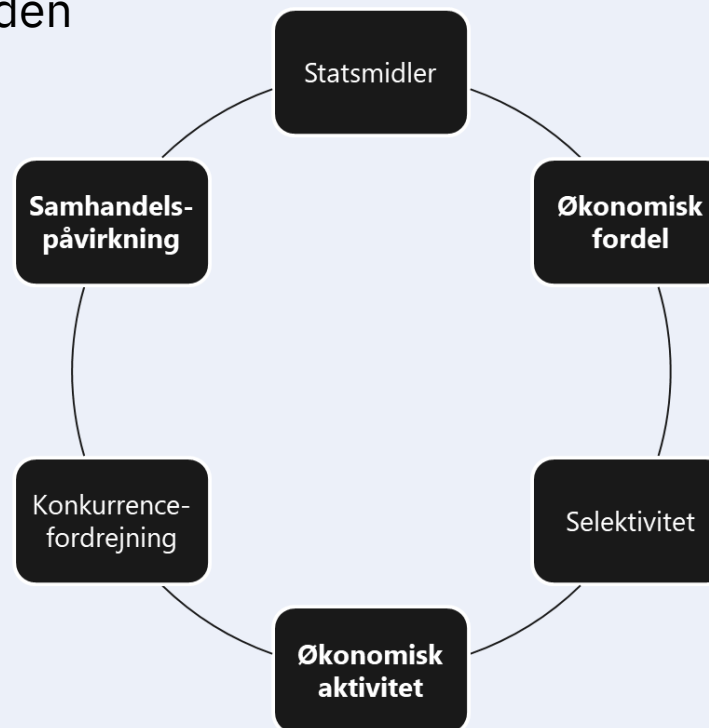 den
Statsmidler
Samhandels-
påvirkning
Økonomisk
fordel
Konkurrence-
fordrejning
Selektivitet
Økonomisk
aktivitet